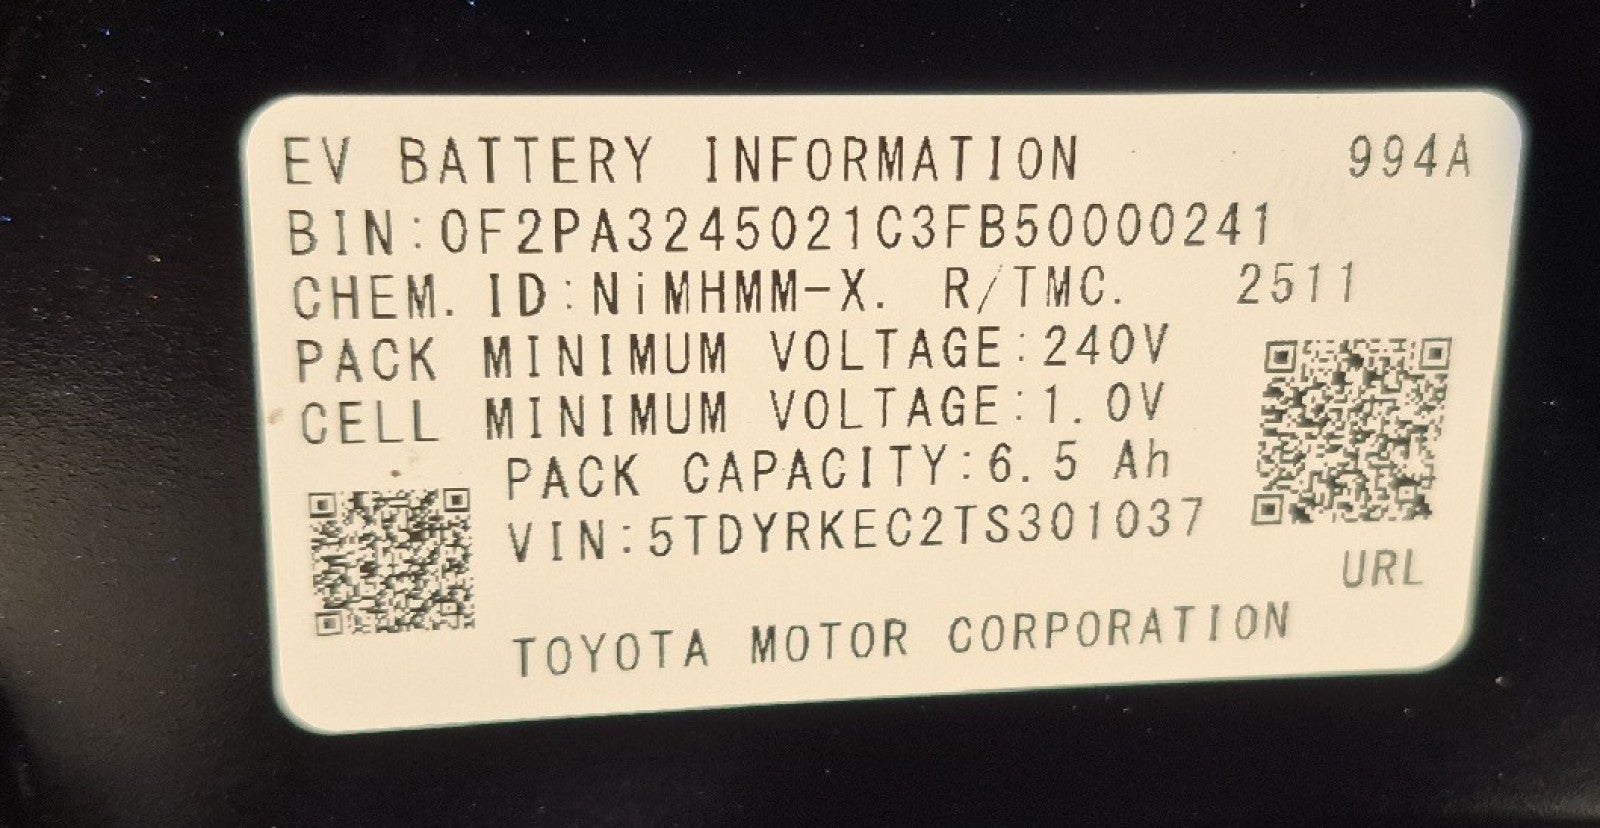 EV BATTERY INFORMATION 994A
BIN:0F2PA3245021C3FB50000241
CHEM. ID:NiMHMM-X. R/TMC. 2511
PACK MINIMUM VOLTAGE:240V
CELL MINIMUM VOLTAGE:1.0V
PACK CAPACITY:6.5 Ah
VIN:5TDYRKEC2TS301037
URL
TOYOTA MOTOR CORPORATION